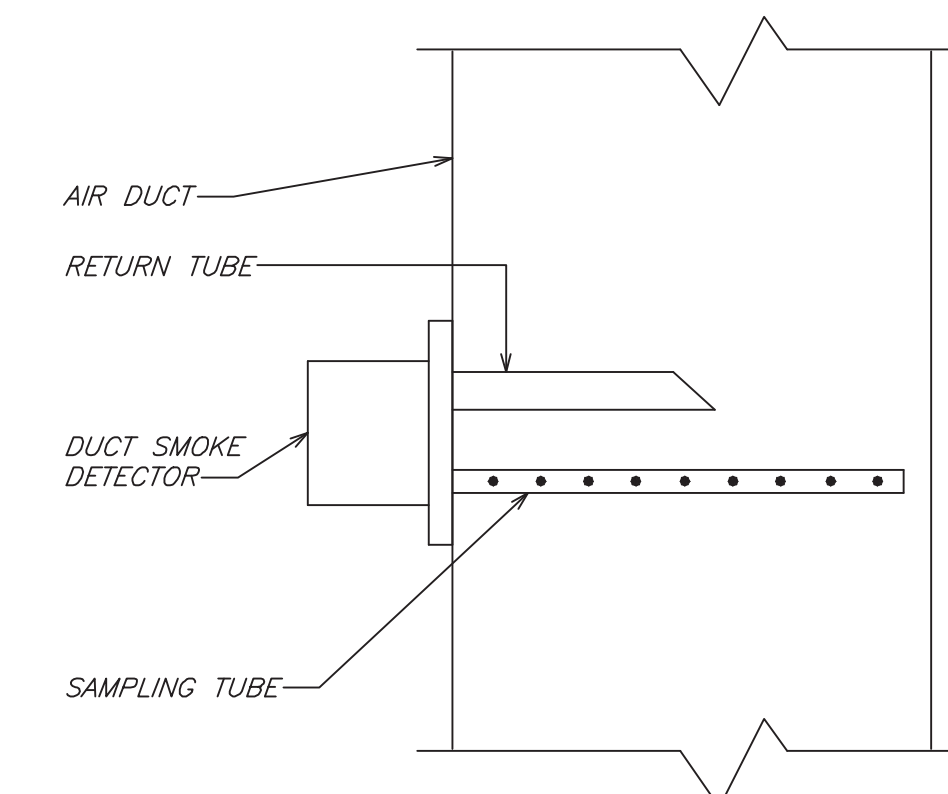 AIR DUCT
RETURN TUBE
DUCT SMOKE
DETECTOR
SAMPLING TUBE